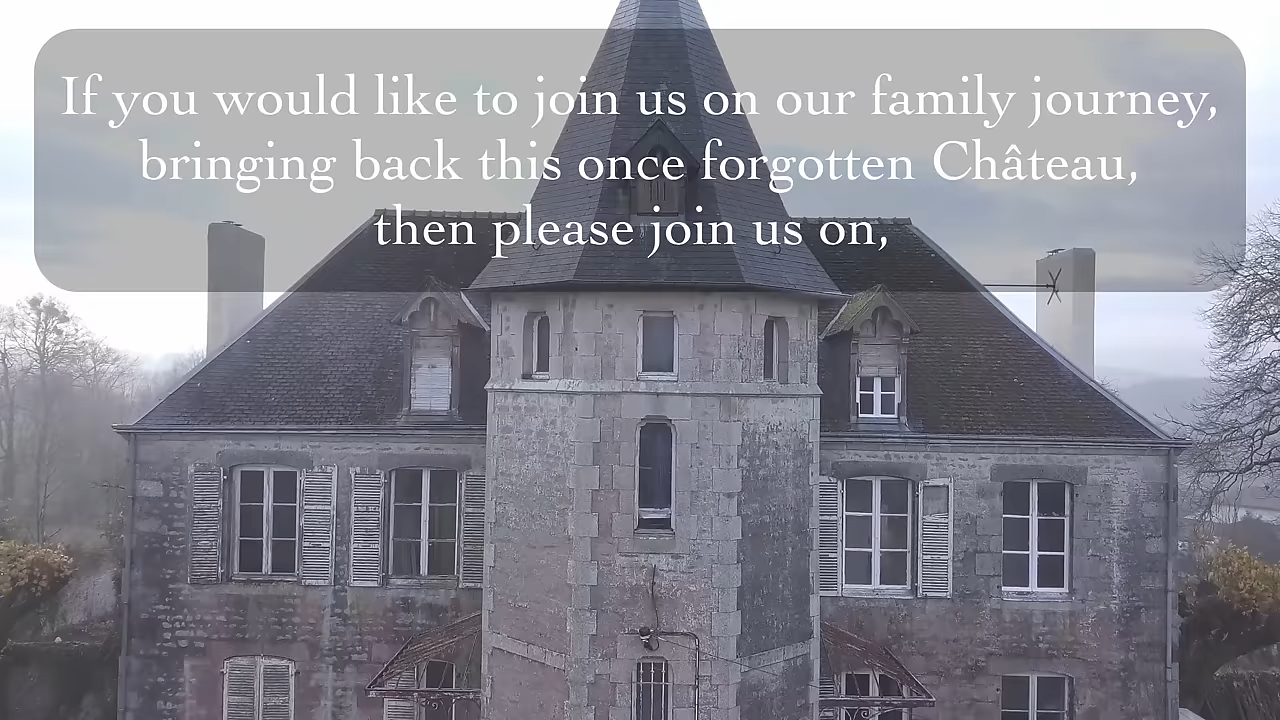 If you would like to join us on our family journey,
bringing back this once forgotten Château,
then please join us on,